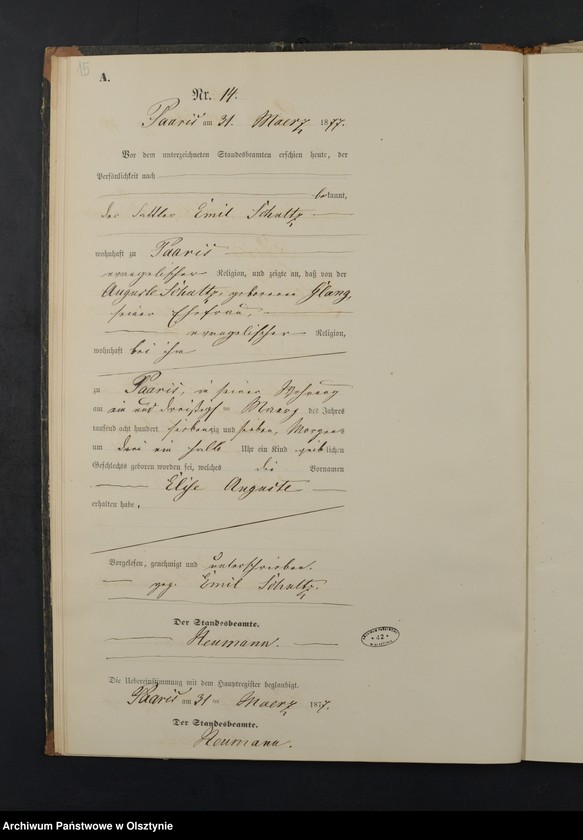 15
A.
Nr. 14.
Paaris am 31. Maerz 1877.
Vor dem unterzeichneten Standesbeamten erschien heute, der
Persönlichkeit nach
bekannt,
der Sattler Emil Schultz
wohnhaft zu Paaris
evangelischer Religion, und zeigte an, daß von der
Auguste Schultz, geborenen Glang,
seiner Ehefrau,
evangelischer Religion,
wohnhaft bei ihm
zu Paaris, in seiner Wohnung
am ein und dreißigsten Maerz des Jahres
tausend acht hundert siebenzig und sieben, Morgens
um drei ein halb Uhr ein Kind weiblichen
Geschlechts geboren worden sei, welches die Vornamen
Elise Auguste
erhalten habe.
Vorgelesen, genehmigt und unterschrieben.
gez. Emil Schultz.
Der Standesbeamte.
Neumann.
42
Die Uebereinstimmung mit dem Hauptregister beglaubigt.
Paaris am 31ten Maerz 1877.
Der Standesbeamte.
Neumann.
Archiwum Państwowe w Olsztynie